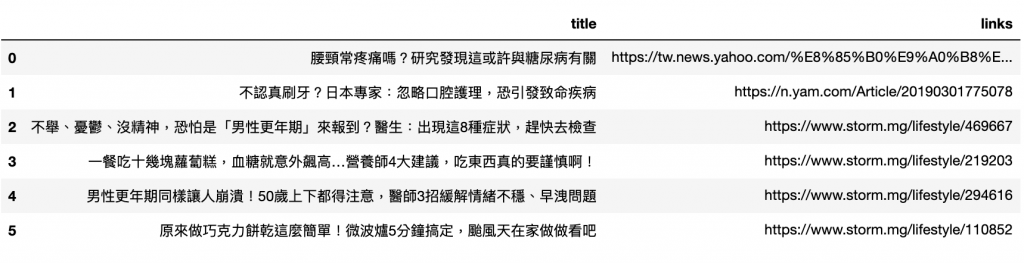 title links
0 腰頸常疼痛嗎？研究發現這或許與糖尿病有關 https://tw.news.yahoo.com/%E8%85%B0%E9%A0%B8%E...
1 不認真刷牙？日本專家：忽略口腔護理，恐引發致命疾病 https://n.yam.com/Article/20190301775078
2 不舉、憂鬱、沒精神，恐怕是「男性更年期」來報到？醫生：出現這8種症狀，趕快去檢查 https://www.storm.mg/lifestyle/469667
3 一餐吃十幾塊蘿蔔糕，血糖就意外飆高…營養師4大建議，吃東西真的要謹慎啊！ https://www.storm.mg/lifestyle/219203
4 男性更年期同樣讓人崩潰！50歲上下都得注意，醫師3招緩解情緒不穩、早洩問題 https://www.storm.mg/lifestyle/294616
5 原來做巧克力餅乾這麼簡單！微波爐5分鐘搞定，颱風天在家做做看吧 https://www.storm.mg/lifestyle/110852